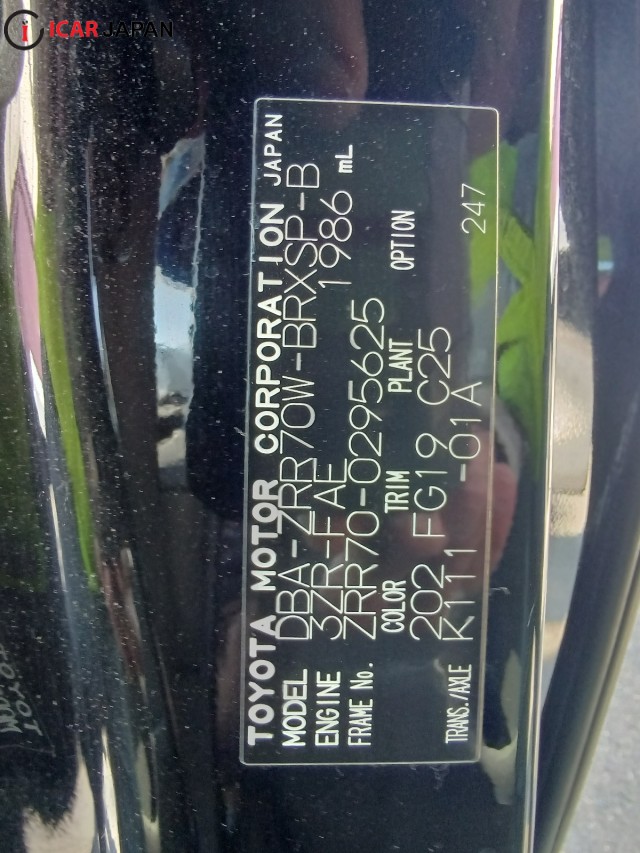 ICAR JAPAN
TOYOTA MOTOR CORPORATION JAPAN
MODEL DBA-ZRR70W-BRXSP-B
ENGINE 3ZR-FAE 1986 mL
FRAME No. ZRR70-0295625
COLOR TRIM PLANT OPTION
202 FG19 C25 247
TRANS./AXLE K111 -01A